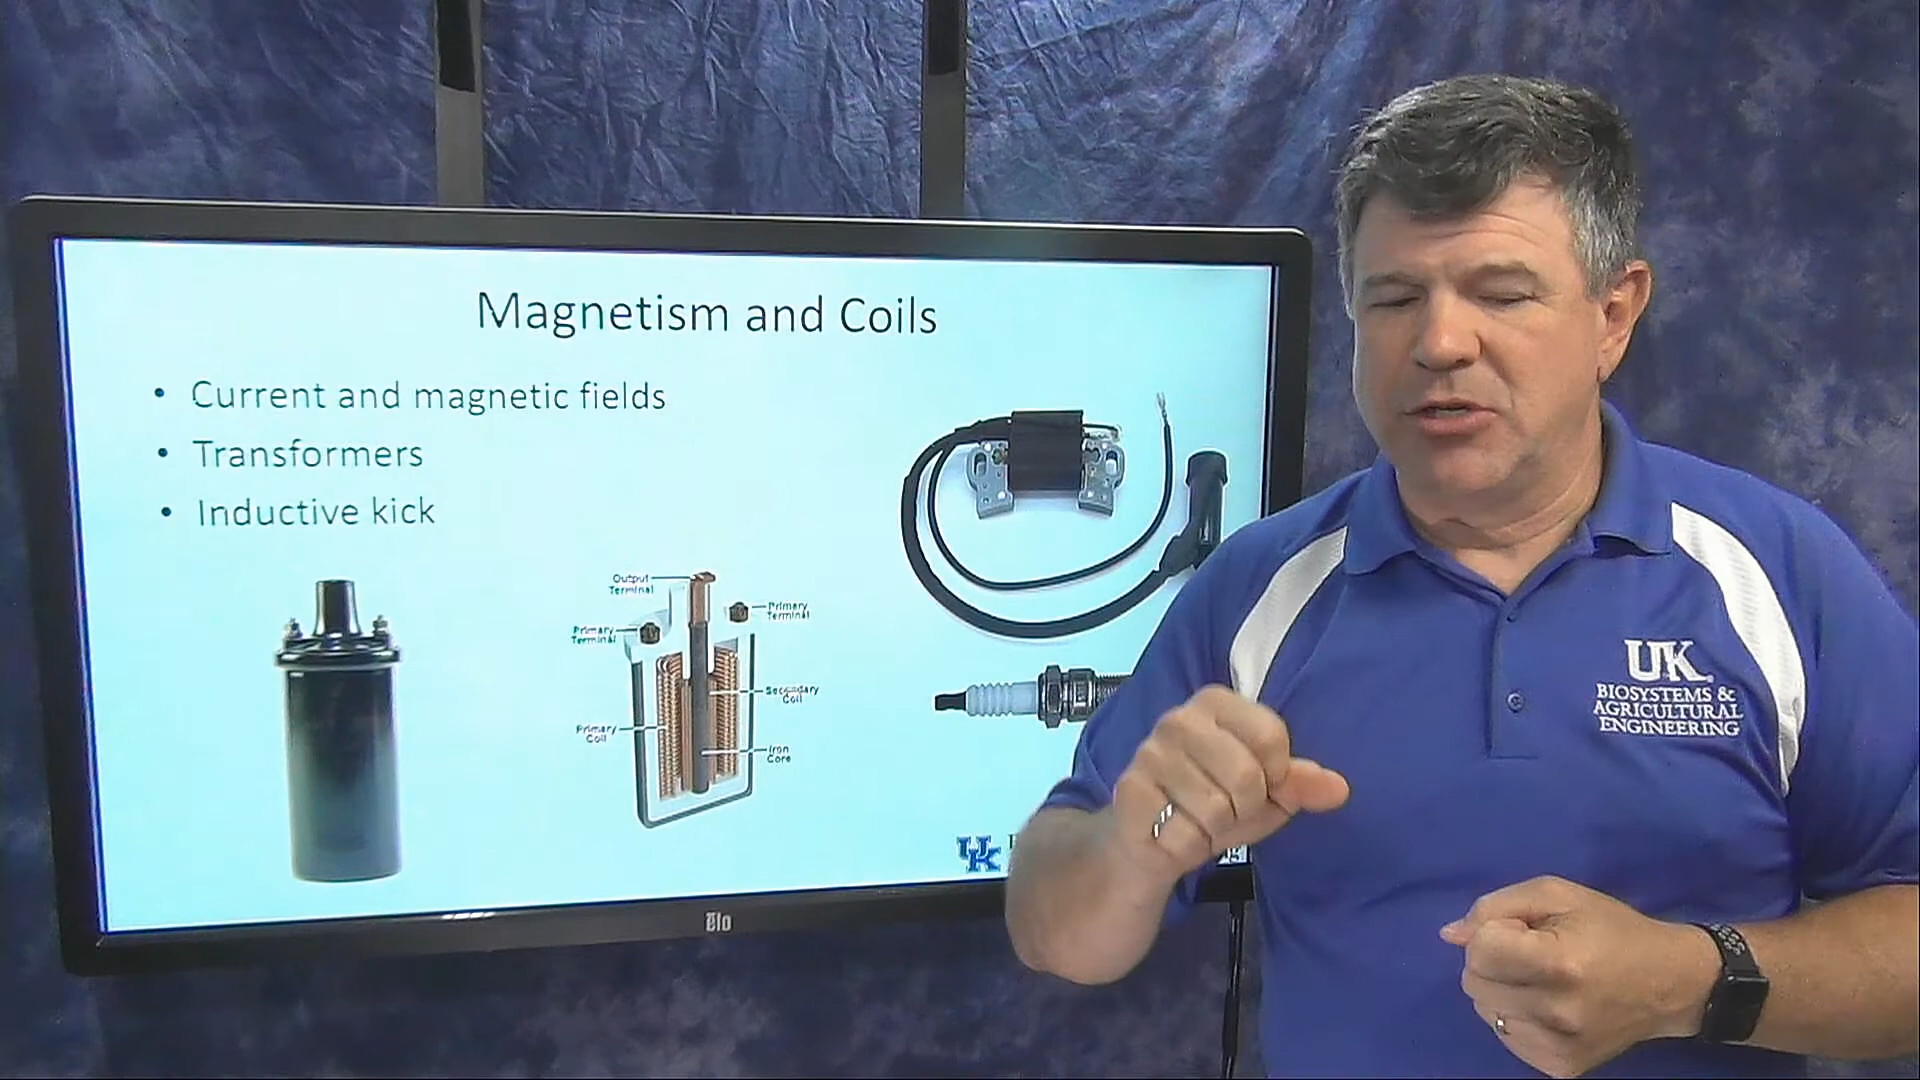 Magnetism and Coils
• Current and magnetic fields
• Transformers
• Inductive kick
Output
Terminal
Primary
Terminal
Primary
Terminal
Secondary
Coil
Primary
Coil
Iron
Core
UK
elo
UK
BIOSYSTEMS &
AGRICULTURAL
ENGINEERING